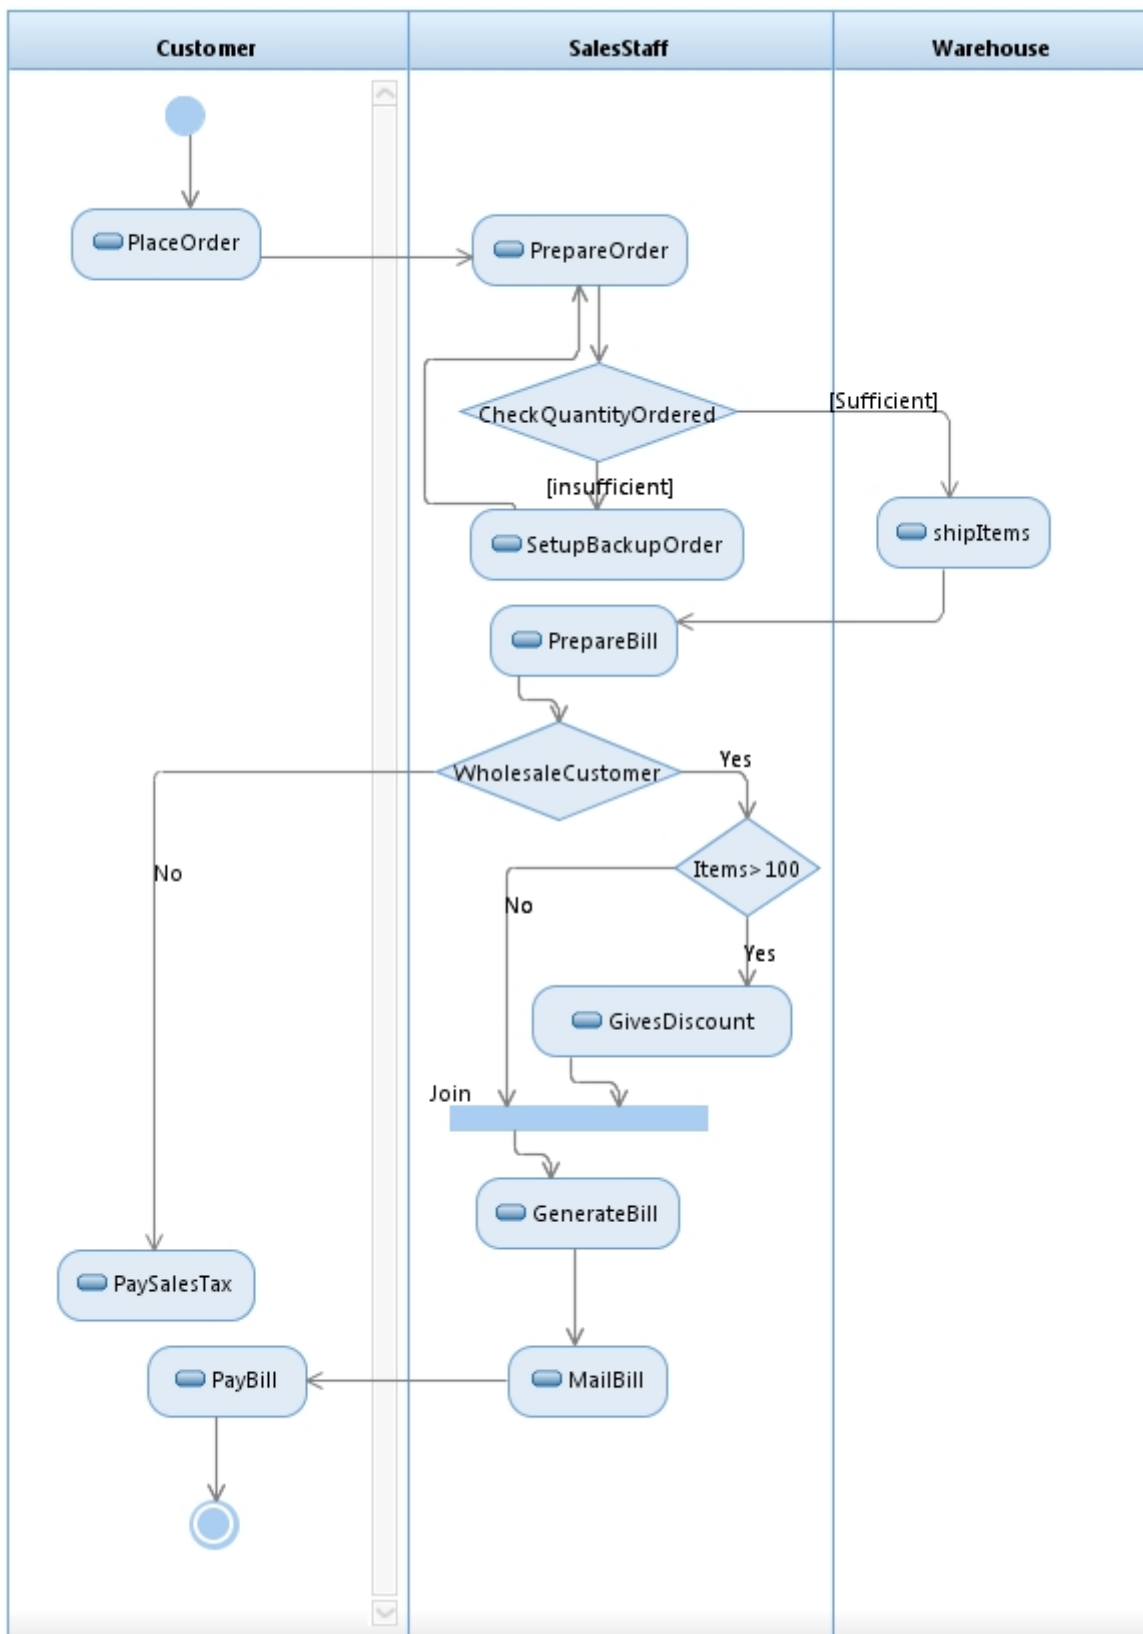 Customer
SalesStaff
Warehouse
PlaceOrder
PrepareOrder
CheckQuantityOrdered
[Sufficient]
[insufficient]
SetupBackupOrder
shipItems
PrepareBill
WholesaleCustomer
Yes
Items>100
No
No
Yes
GivesDiscount
Join
GenerateBill
PaySalesTax
PayBill
MailBill